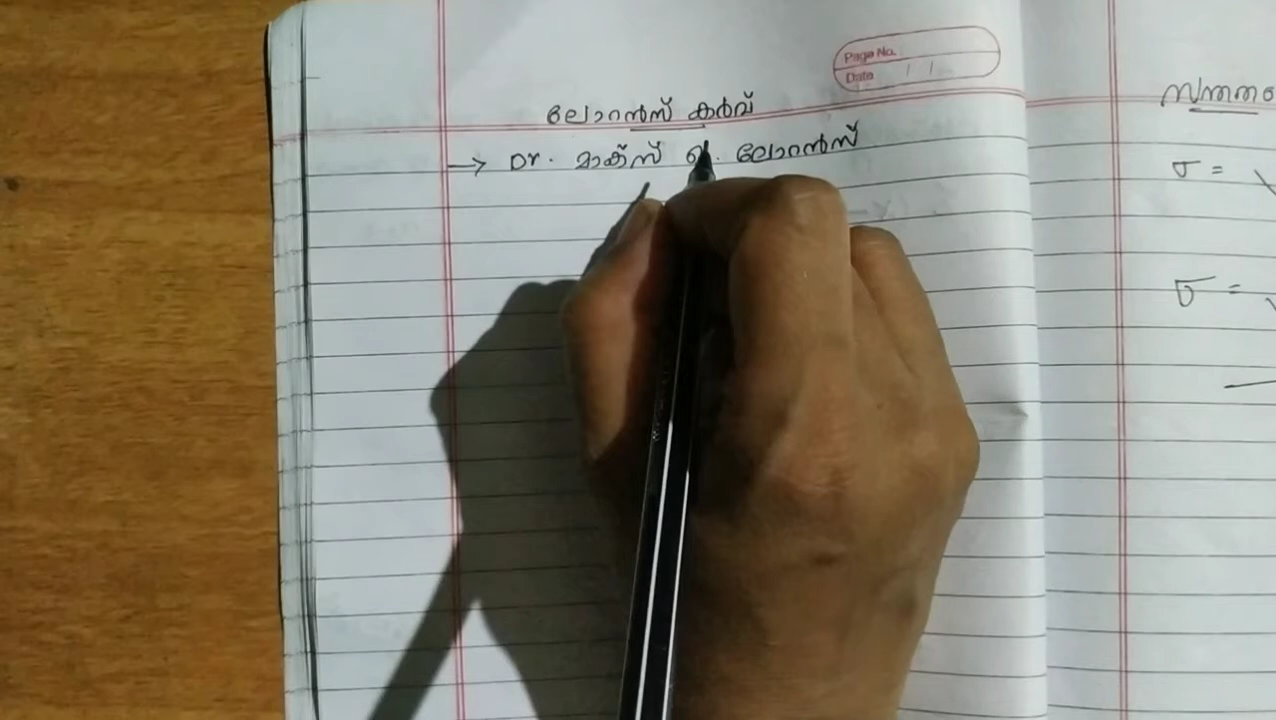 Page No.
Date
ലോറൻസ് കർവ്
→ Dr. മാക്സ് ഒ. ലോറൻസ്
σ =
σ =